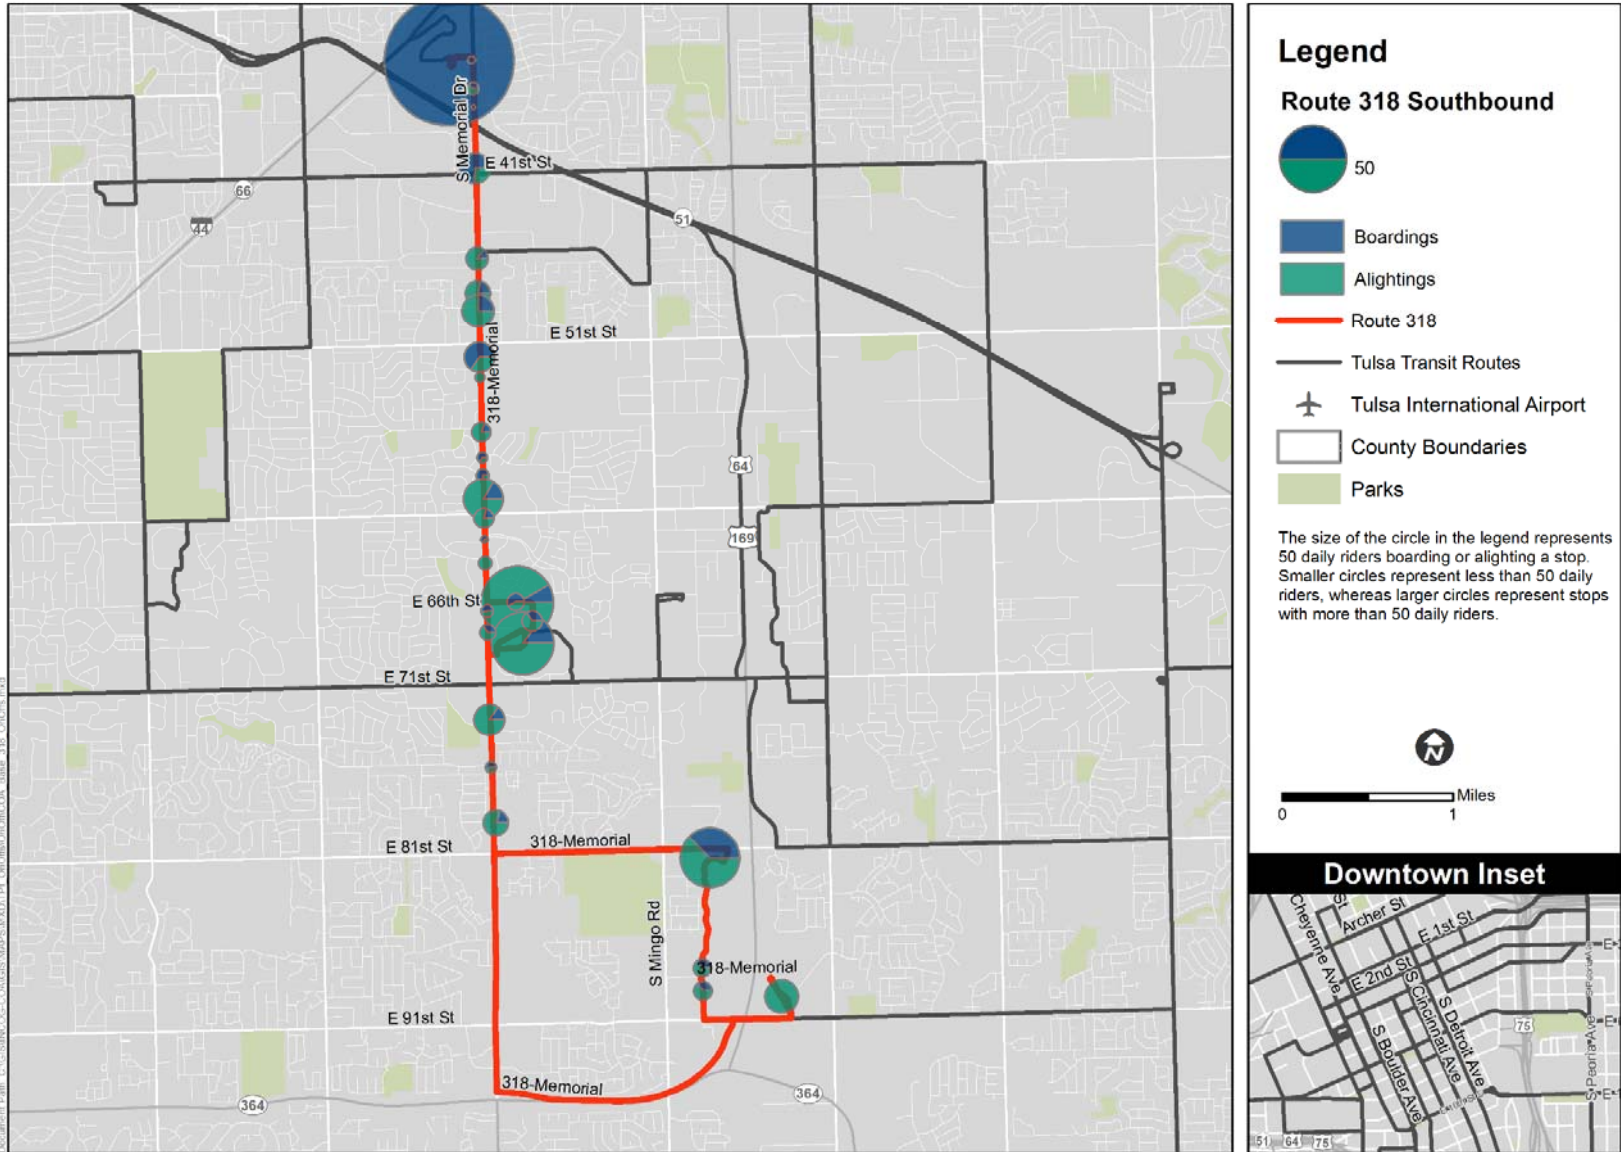 S Memorial Dr
E 41st St
66
44
51
E 51st St
318-Memorial
64
169
E 66th St
E 71st St
E 81st St
318-Memorial
S Mingo Rd
318-Memorial
E 91st St
318-Memorial
364
364
Legend
Route 318 Southbound
50
Boardings
Alightings
Route 318
Tulsa Transit Routes
Tulsa International Airport
County Boundaries
Parks
The size of the circle in the legend represents
50 daily riders boarding or alighting a stop.
Smaller circles represent less than 50 daily
riders, whereas larger circles represent stops
with more than 50 daily riders.
N
Miles
0 1
Downtown Inset
St
Archer St
Cheyenne Ave
E 1st St
E 2nd St
S Cincinnati Ave
S Detroit Ave
S Boulder Ave
75
S Peoria Ave
51 64 75